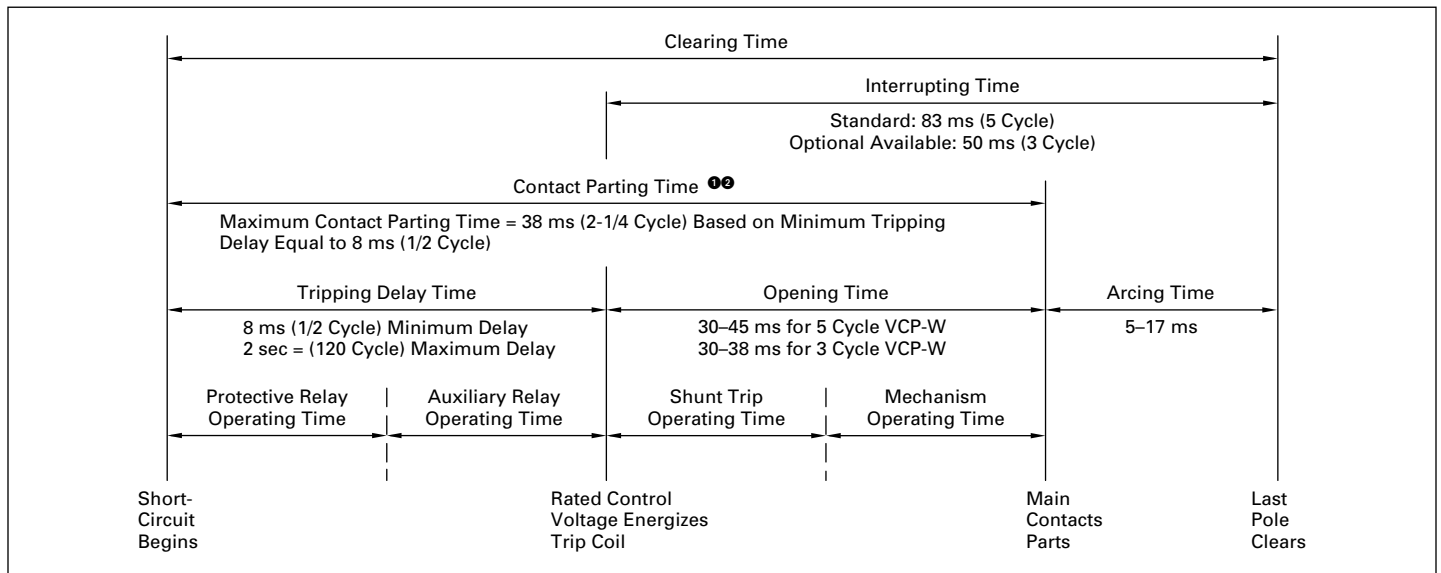 Clearing Time
Interrupting Time
Standard: 83 ms (5 Cycle)
Optional Available: 50 ms (3 Cycle)
Contact Parting Time ❶❷
Maximum Contact Parting Time = 38 ms (2-1/4 Cycle) Based on Minimum Tripping
Delay Equal to 8 ms (1/2 Cycle)
Tripping Delay Time
8 ms (1/2 Cycle) Minimum Delay
2 sec = (120 Cycle) Maximum Delay
Opening Time
30–45 ms for 5 Cycle VCP-W
30–38 ms for 3 Cycle VCP-W
Arcing Time
5–17 ms
Protective Relay
Operating Time
Auxiliary Relay
Operating Time
Shunt Trip
Operating Time
Mechanism
Operating Time
Short-
Circuit
Begins
Rated Control
Voltage Energizes
Trip Coil
Main
Contacts
Parts
Last
Pole
Clears